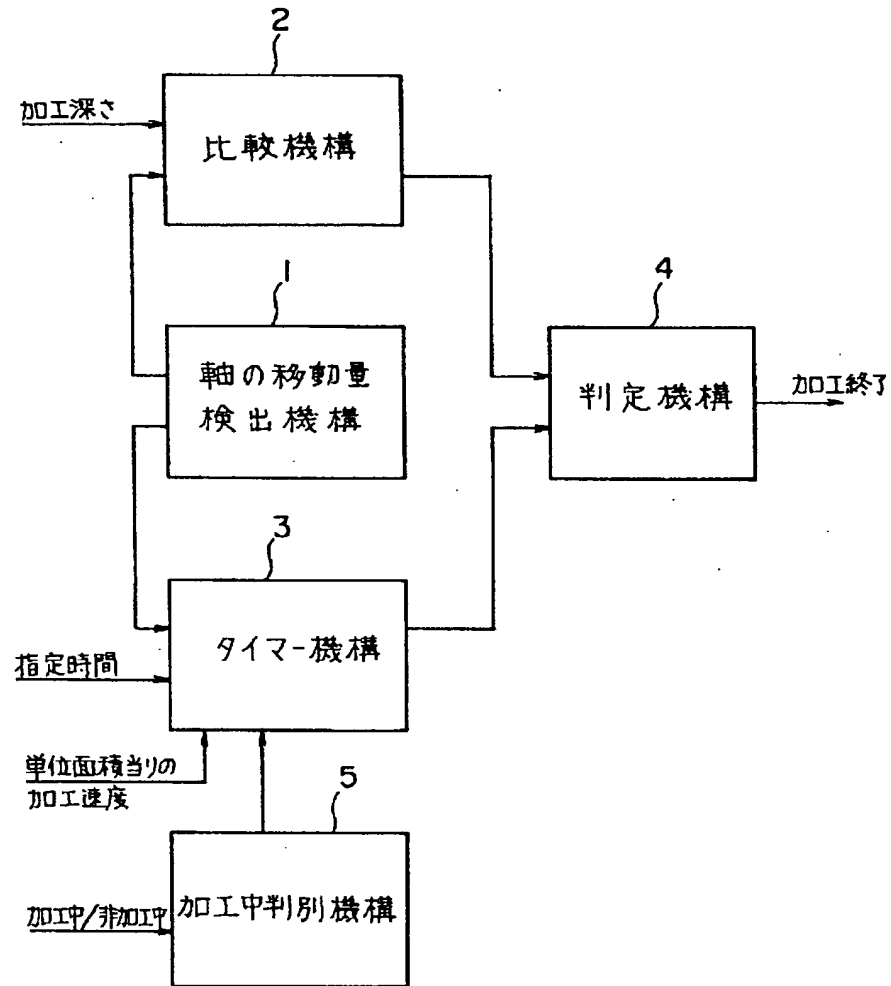 2
加工深さ
比較機構
1
軸の移動量
検出機構
4
判定機構
加工終了
3
タイマー機構
指定時間
単位面積当りの
加工速度
5
加工中判別機構
加工中/非加工中